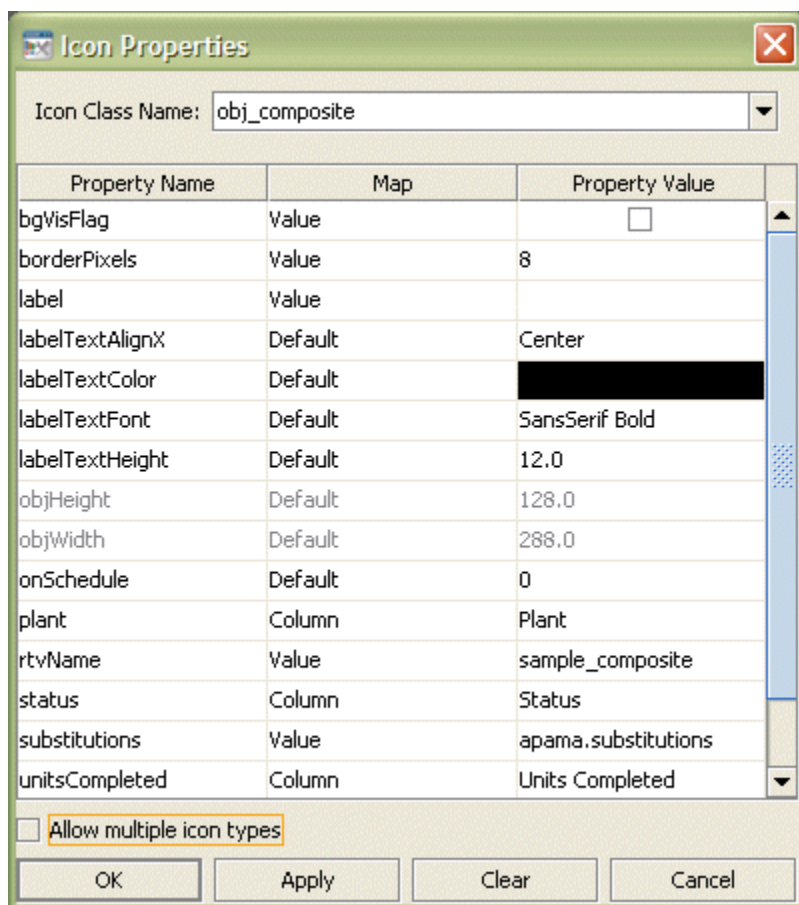 Icon Properties
Icon Class Name: obj_composite
Property Name Map Property Value
bgVisFlag Value
borderPixels Value 8
label Value
labelTextAlignX Default Center
labelTextColor Default
labelTextFont Default SansSerif Bold
labelTextHeight Default 12.0
objHeight Default 128.0
objWidth Default 288.0
onSchedule Default 0
plant Column Plant
rtvName Value sample_composite
status Column Status
substitutions Value apama.substitutions
unitsCompleted Column Units Completed
Allow multiple icon types
OK Apply Clear Cancel